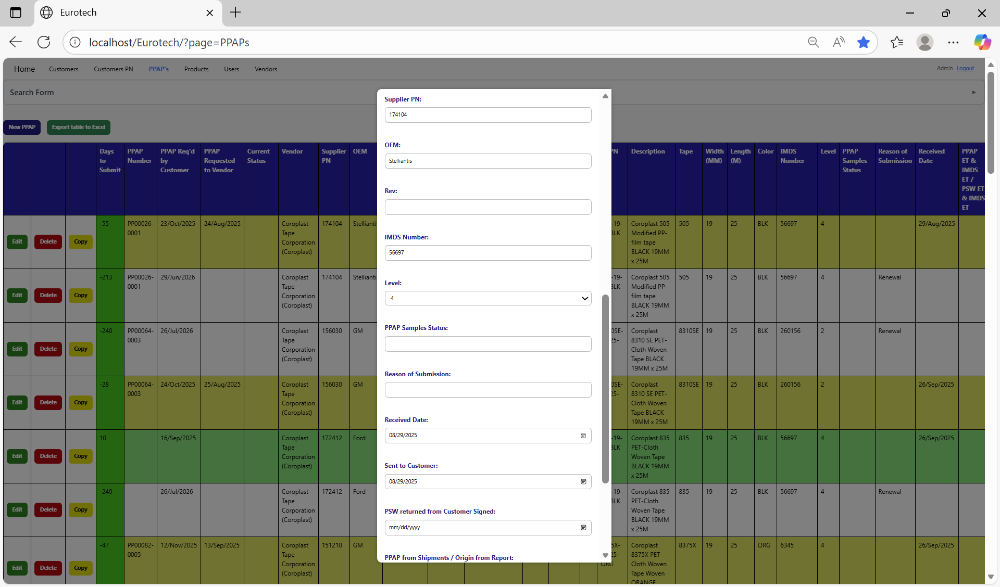 Eurotech
localhost/Eurotech/?page=PPAPs
Home Customers Customers PN PPAP's Products Users Vendors Admin Logout
Search Form
New PPAP Export table to Excel
Days to Submit
PPAP Number
PPAP Req'd by Customer
PPAP Requested to Vendor
Current Status
Vendor
Supplier PN
OEM
PN
Description
Tape
Width (MM)
Length (M)
Color
IMDS Number
Level
PPAP Samples Status
Reason of Submission
Received Date
PPAP ET & IMDS ET / PSW ET & IMDS ET
Edit Delete Copy -55 PP00026-0001 23/Oct/2025 24/Aug/2025 Coroplast Tape Corporation (Coroplast) 174104 Stelliantis -19- BLK Coroplast 505 Modified PP-film tape BLACK 19MM x 25M 505 19 25 BLK 56697 4 29/Aug/2025
Edit Delete Copy -213 PP00026-0001 29/Jun/2026 Coroplast Tape Corporation (Coroplast) 174104 Stelliantis -19- BLK Coroplast 505 Modified PP-film tape BLACK 19MM x 25M 505 19 25 BLK 56697 4 Renewal
Edit Delete Copy -240 PP00064-0003 26/Jul/2026 Coroplast Tape Corporation (Coroplast) 156030 GM 0SE- 25- Coroplast 8310 SE PET-Cloth Woven Tape BLACK 19MM x 25M 8310SE 19 25 BLK 260156 2 Renewal
Edit Delete Copy -28 PP00064-0003 24/Oct/2025 25/Aug/2025 Coroplast Tape Corporation (Coroplast) 156030 GM 0SE- 25- Coroplast 8310 SE PET-Cloth Woven Tape BLACK 19MM x 25M 8310SE 19 25 BLK 260156 2 26/Sep/2025
Edit Delete Copy 10 16/Sep/2025 Coroplast Tape Corporation (Coroplast) 172412 Ford -19- BLK Coroplast 835 PET-Cloth Woven Tape BLACK 19MM x 25M 835 19 25 BLK 56697 4 26/Sep/2025
Edit Delete Copy -240 26/Jul/2026 Coroplast Tape Corporation (Coroplast) 172412 Ford -19- BLK Coroplast 835 PET-Cloth Woven Tape BLACK 19MM x 25M 835 19 25 BLK 56697 4 Renewal
Edit Delete Copy -47 PP00082-0005 12/Nov/2025 13/Sep/2025 Coroplast Tape Corporation (Coroplast) 151210 GM 5X- 25- ORG Coroplast 8375X PET-Cloth Woven Tape Woven ORANGE 8375X 19 25 ORG 6345 4 26/Sep/2025
Supplier PN:
174104
OEM:
Stelliantis
Rev:
IMDS Number:
56697
Level:
4
PPAP Samples Status:
Reason of Submission:
Received Date:
08/29/2025
Sent to Customer:
08/29/2025
PSW returned from Customer Signed:
mm/dd/yyyy
PPAP from Shipments / Origin from Report: